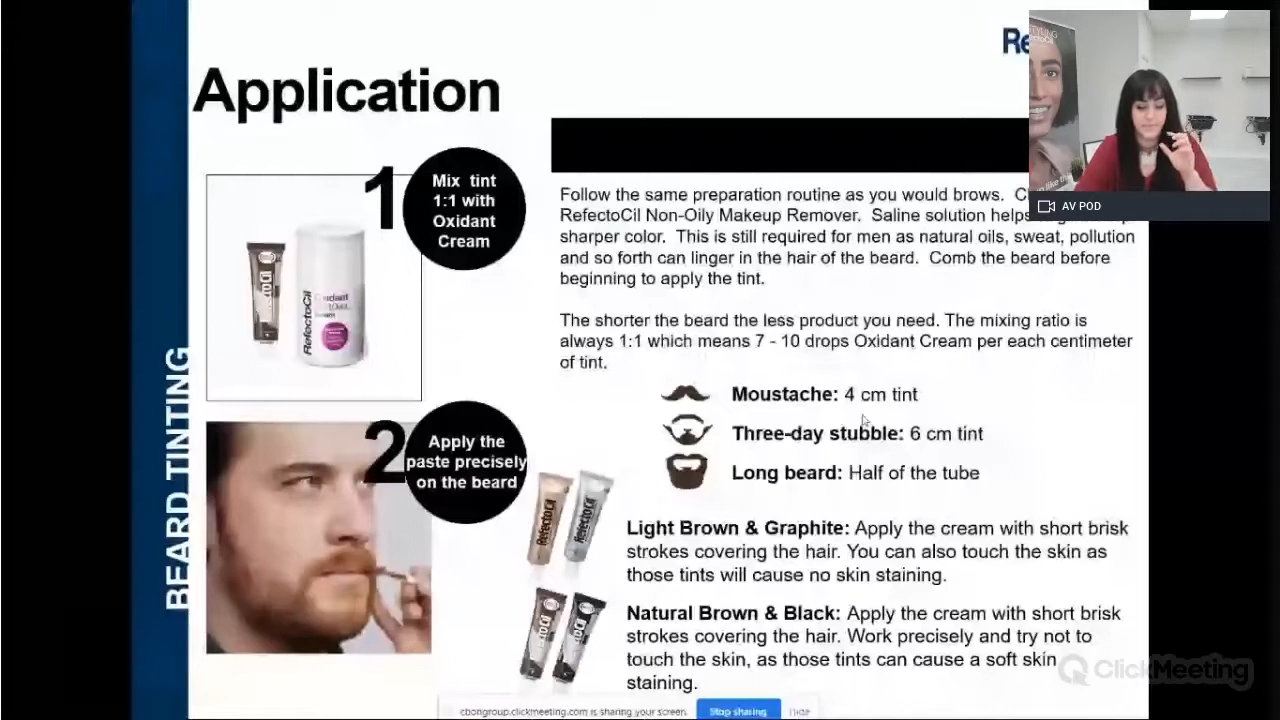 Application
BEARD TINTING
1
Mix tint
1:1 with
Oxidant
Cream
RefectoCil
RefectoCil
2
Apply the
paste precisely
on the beard
Follow the same preparation routine as you would brows.
RefectoCil Non-Oily Makeup Remover. Saline solution helps
sharper color. This is still required for men as natural oils, sweat, pollution
and so forth can linger in the hair of the beard. Comb the beard before
beginning to apply the tint.
The shorter the beard the less product you need. The mixing ratio is
always 1:1 which means 7 - 10 drops Oxidant Cream per each centimeter
of tint.
Moustache: 4 cm tint
Three-day stubble: 6 cm tint
Long beard: Half of the tube
RefectoCil
RefectoCil
Light Brown & Graphite: Apply the cream with short brisk
strokes covering the hair. You can also touch the skin as
those tints will cause no skin staining.
Natural Brown & Black: Apply the cream with short brisk
strokes covering the hair. Work precisely and try not to
touch the skin, as those tints can cause a soft skin
staining.
AV POD
ClickMeeting
cbongroup.clickmeeting.com is sharing your screen.
Stop sharing
Hide